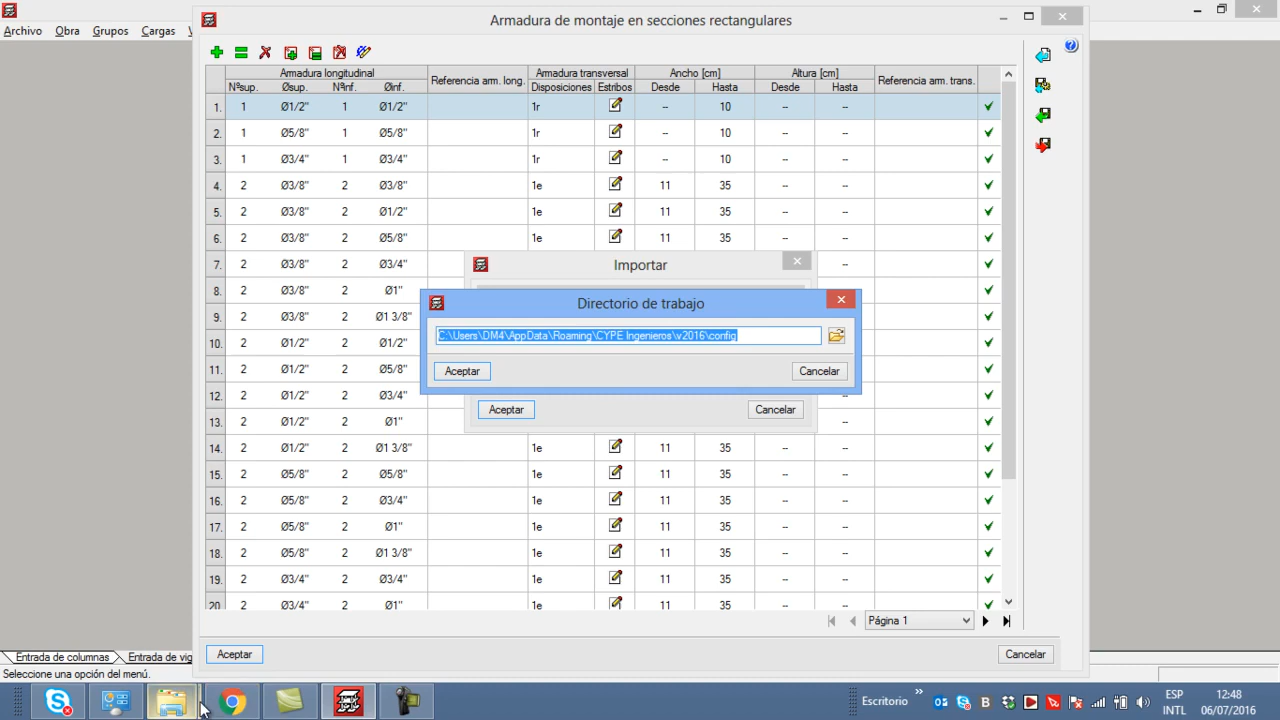 Armadura de montaje en secciones rectangulares
Archivo Obra Grupos Cargas
Armadura longitudinal Referencia arm. long. Armadura transversal Ancho [cm] Altura [cm] Referencia arm. trans.
Nºsup. Øsup. Nºinf. Øinf. Disposiciones Estribos Desde Hasta Desde Hasta
1. 1 Ø1/2" 1 Ø1/2" 1r -- 10 -- --
2. 1 Ø5/8" 1 Ø5/8" 1r -- 10 -- --
3. 1 Ø3/4" 1 Ø3/4" 1r -- 10 -- --
4. 2 Ø3/8" 2 Ø3/8" 1e 11 35 -- --
5. 2 Ø3/8" 2 Ø1/2" 1e 11 35 -- --
6. 2 Ø3/8" 2 Ø5/8" 1e 11 35 -- --
7. 2 Ø3/8" 2 Ø3/4" --
Importar
8. 2 Ø3/8" 2 Ø1"
Directorio de trabajo
9. 2 Ø3/8" 2 Ø1 3/8"
C:\Users\DM4\AppData\Roaming\CYPE Ingenieros\v2016\config
10. 2 Ø1/2" 2 Ø1/2"
11. 2 Ø1/2" 2 Ø5/8"
Aceptar Cancelar
12. 2 Ø1/2" 2 Ø3/4" --
Aceptar Cancelar
13. 2 Ø1/2" 2 Ø1" --
14. 2 Ø1/2" 2 Ø1 3/8" 1e 11 35 -- --
15. 2 Ø5/8" 2 Ø5/8" 1e 11 35 -- --
16. 2 Ø5/8" 2 Ø3/4" 1e 11 35 -- --
17. 2 Ø5/8" 2 Ø1" 1e 11 35 -- --
18. 2 Ø5/8" 2 Ø1 3/8" 1e 11 35 -- --
19. 2 Ø3/4" 2 Ø3/4" 1e 11 35 -- --
20. 2 Ø3/4" 2 Ø1" 1e 11 35 -- --
Página 1
Aceptar Cancelar
Entrada de columnas Entrada de vig
Seleccione una opción del menú.
Escritorio » ESP 12:48
INTL 06/07/2016